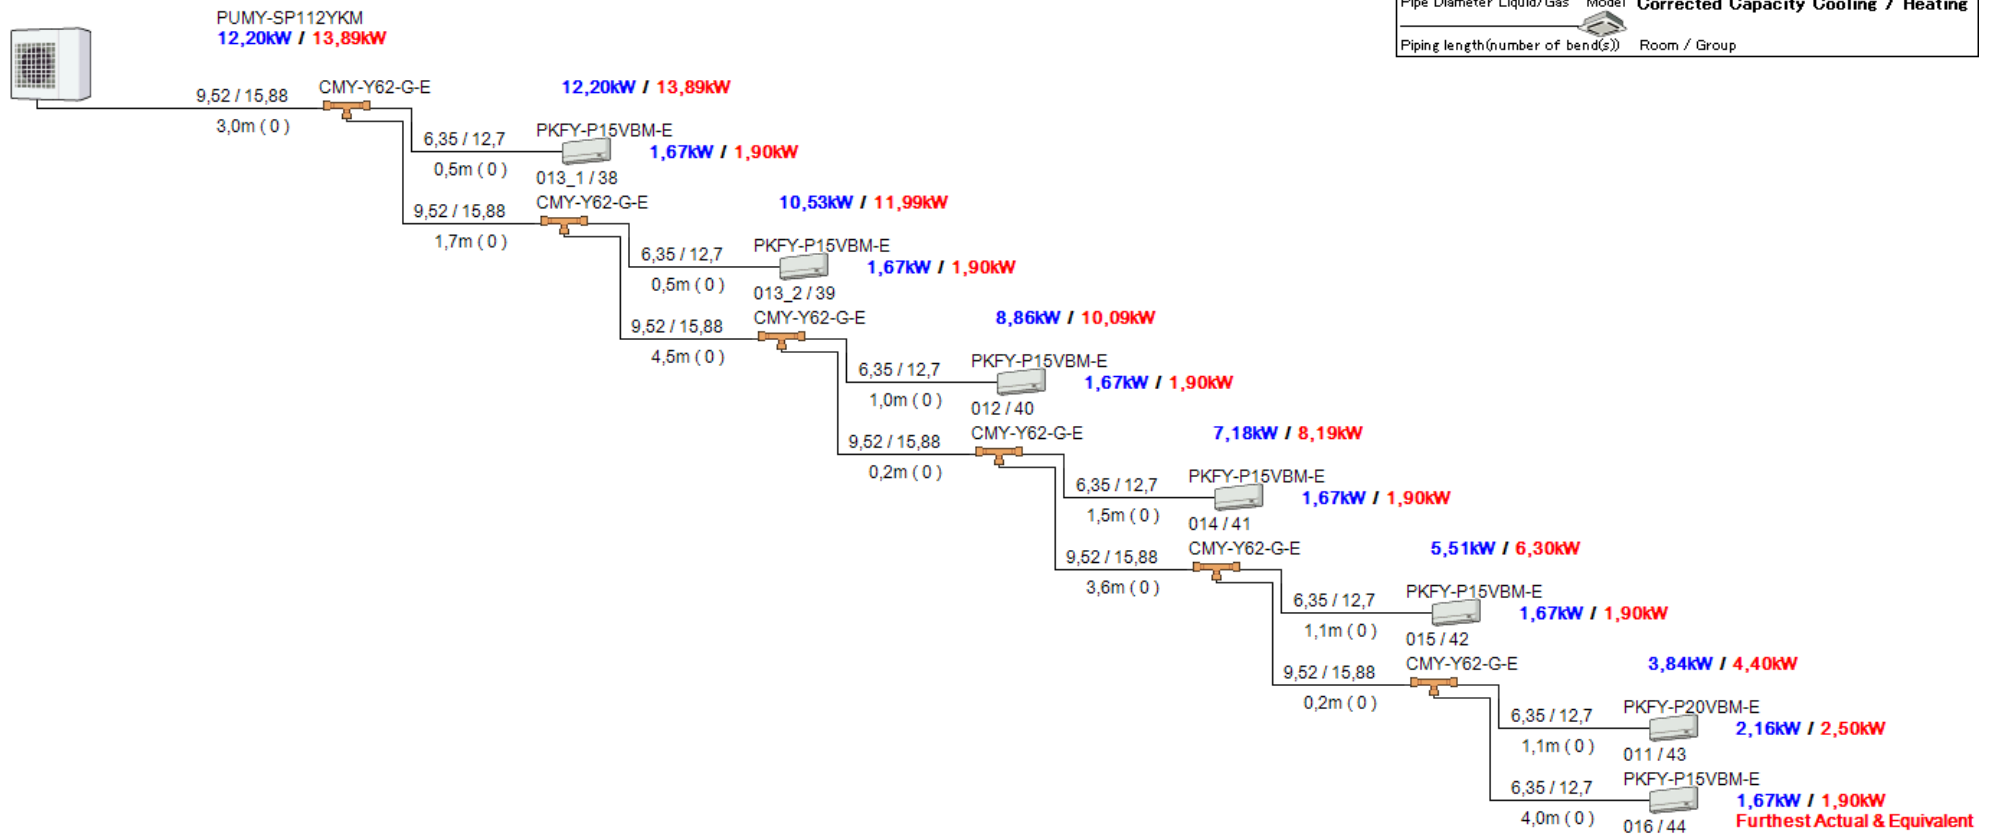 PUMY-SP112YKM
12,20kW / 13,89kW
Pipe Diameter Liquid/Gas Model Corrected Capacity Cooling / Heating
Piping length(number of bend(s)) Room / Group
9,52 / 15,88
3,0m ( 0 )
CMY-Y62-G-E
12,20kW / 13,89kW
6,35 / 12,7
0,5m ( 0 )
PKFY-P15VBM-E
1,67kW / 1,90kW
013_1 / 38
9,52 / 15,88
1,7m ( 0 )
CMY-Y62-G-E
10,53kW / 11,99kW
6,35 / 12,7
0,5m ( 0 )
PKFY-P15VBM-E
1,67kW / 1,90kW
013_2 / 39
9,52 / 15,88
4,5m ( 0 )
CMY-Y62-G-E
8,86kW / 10,09kW
6,35 / 12,7
1,0m ( 0 )
PKFY-P15VBM-E
1,67kW / 1,90kW
012 / 40
9,52 / 15,88
0,2m ( 0 )
CMY-Y62-G-E
7,18kW / 8,19kW
6,35 / 12,7
1,5m ( 0 )
PKFY-P15VBM-E
1,67kW / 1,90kW
014 / 41
9,52 / 15,88
3,6m ( 0 )
CMY-Y62-G-E
5,51kW / 6,30kW
6,35 / 12,7
1,1m ( 0 )
PKFY-P15VBM-E
1,67kW / 1,90kW
015 / 42
9,52 / 15,88
0,2m ( 0 )
CMY-Y62-G-E
3,84kW / 4,40kW
6,35 / 12,7
1,1m ( 0 )
PKFY-P20VBM-E
2,16kW / 2,50kW
011 / 43
6,35 / 12,7
4,0m ( 0 )
PKFY-P15VBM-E
1,67kW / 1,90kW
016 / 44
Furthest Actual & Equivalent